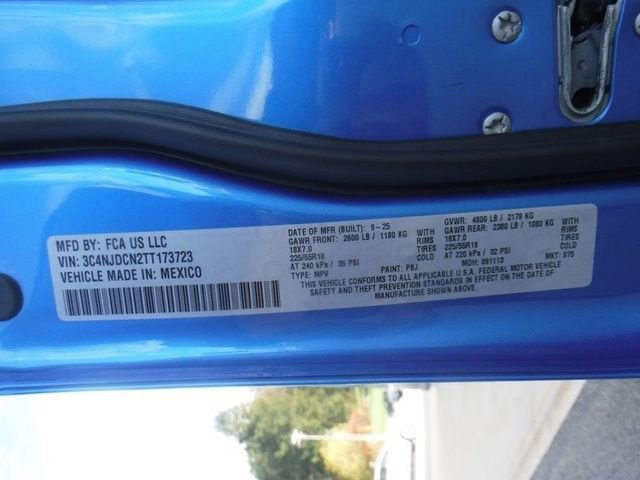 MFD BY: FCA US LLC
VIN: 3C4NJDCN2TT173723
VEHICLE MADE IN: MEXICO
DATE OF MFR (BUILT): 9-25
GAWR FRONT: 2600 LB / 1180 KG WITH
18X7.0 RIMS
225/55R18 TIRES
AT 240 kPa / 35 PSI COLD
TYPE: MPV PAINT: PBJ
GVWR: 4800 LB / 2178 KG
GAWR REAR: 2380 LB / 1080 KG WITH
18X7.0 RIMS
225/55R18 TIRES
AT 220 kPa / 32 PSI COLD
MDH: 091113 MKT: 875
THIS VEHICLE CONFORMS TO ALL APPLICABLE U.S.A. FEDERAL MOTOR VEHICLE
SAFETY AND THEFT PREVENTION STANDARDS IN EFFECT ON THE DATE OF
MANUFACTURE SHOWN ABOVE.